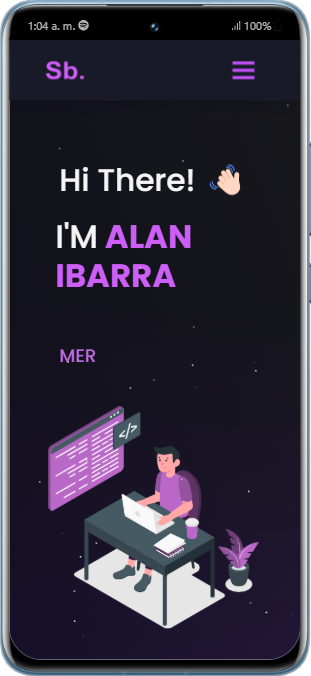 1:04 a. m.
100%
Sb.
Hi There!
I'M ALAN
IBARRA
MER
</>